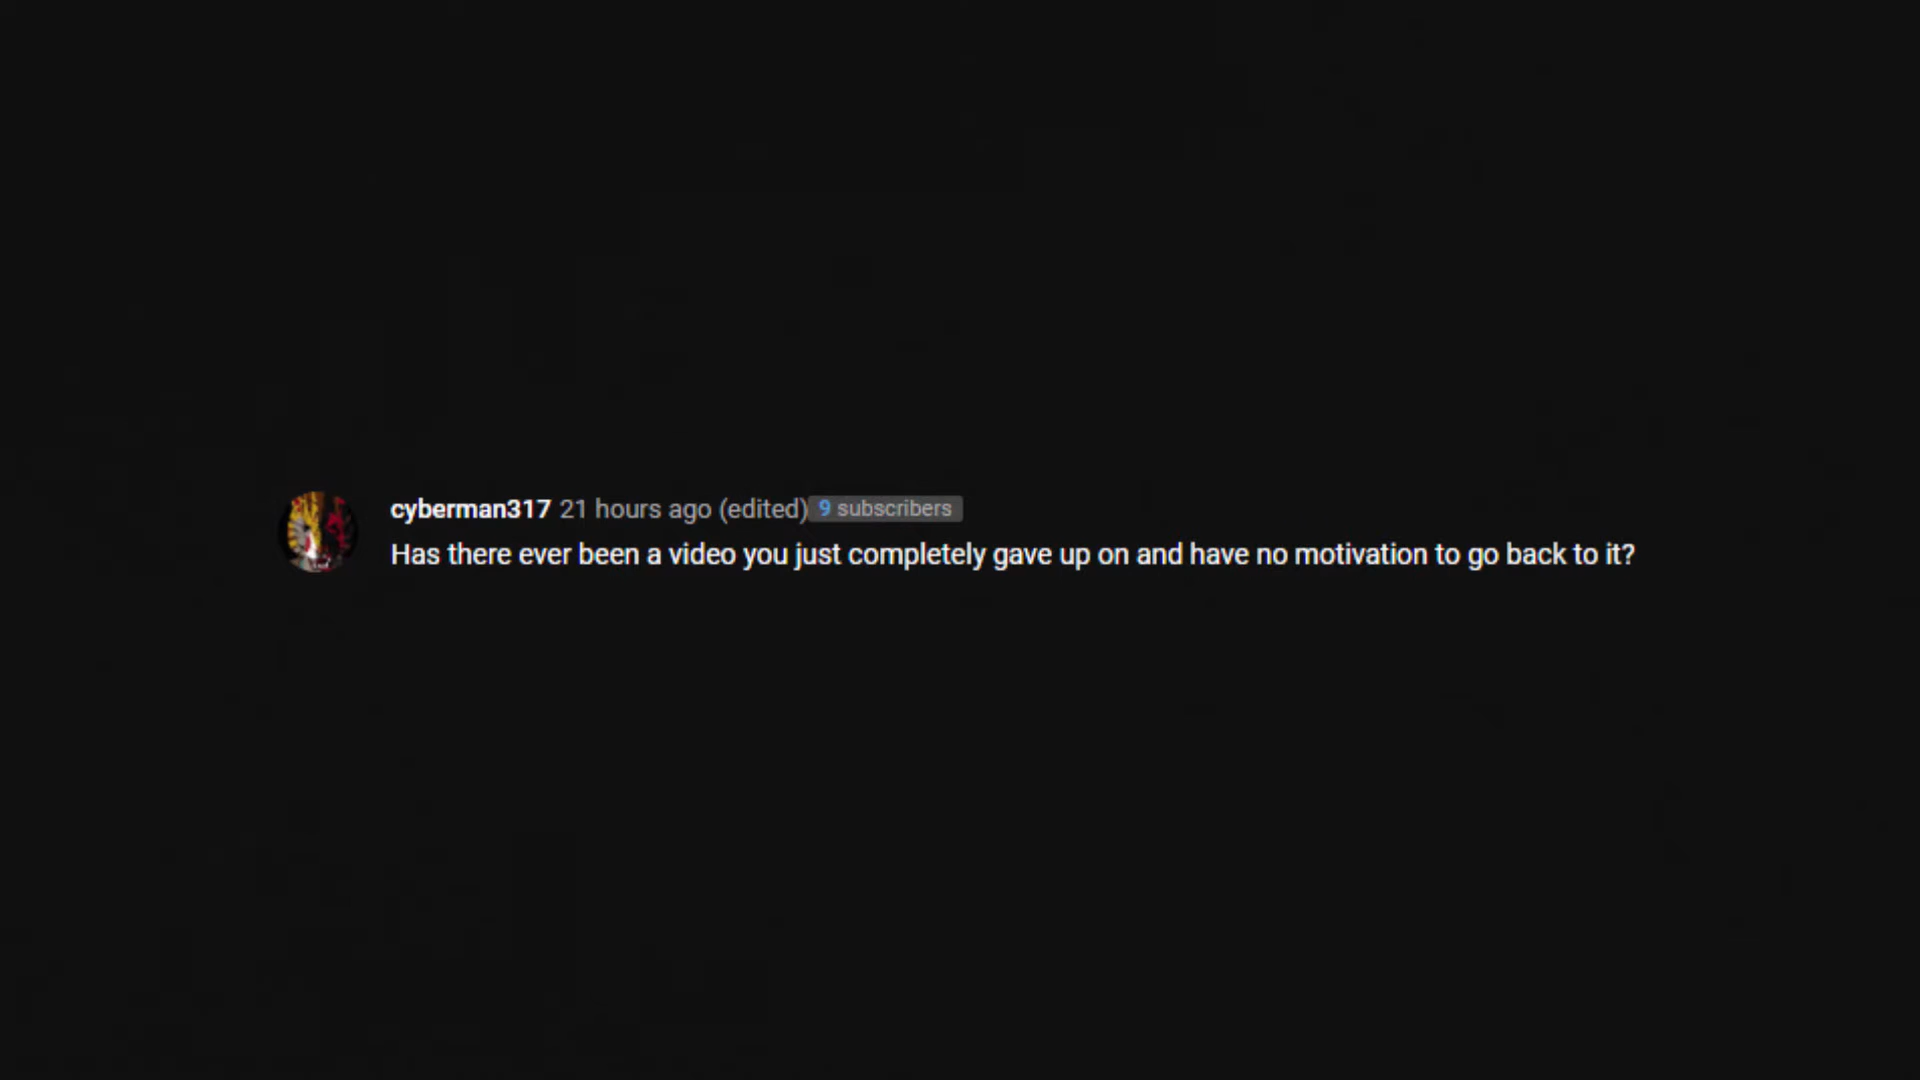 cyberman317 21 hours ago (edited) 9 subscribers
Has there ever been a video you just completely gave up on and have no motivation to go back to it?